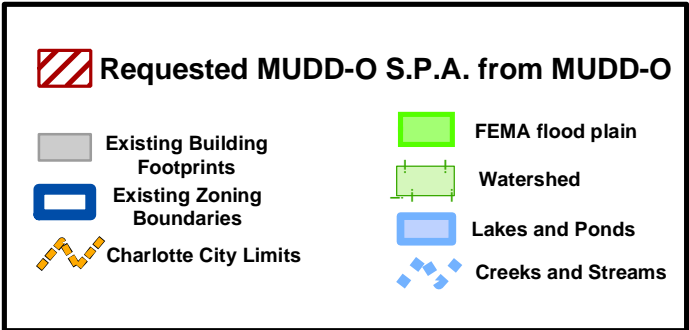 Requested MUDD-O S.P.A. from MUDD-O
Existing Building
Footprints
Existing Zoning
Boundaries
Charlotte City Limits
FEMA flood plain
Watershed
Lakes and Ponds
Creeks and Streams